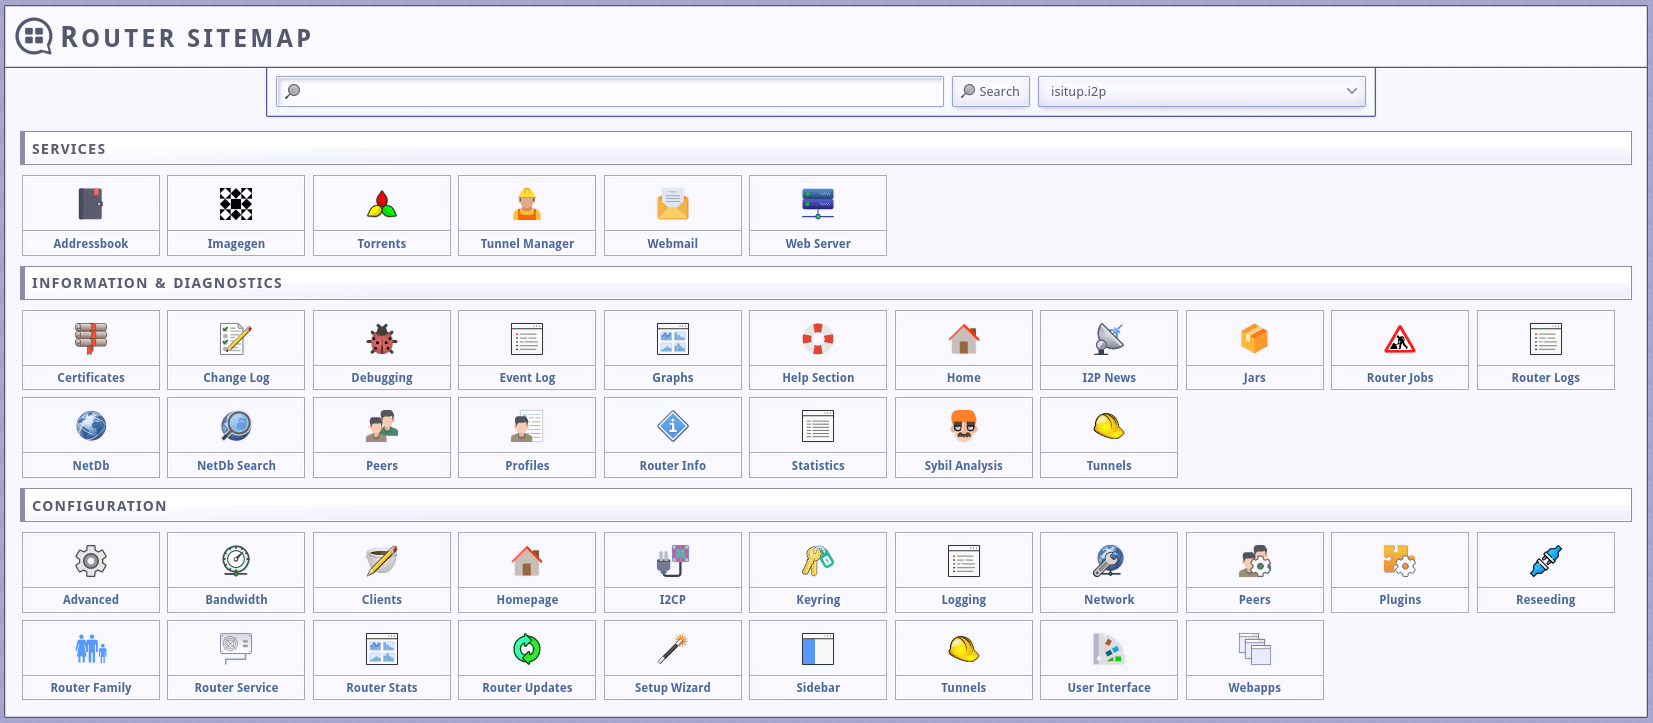 Router sitemap
Search isitup.i2p
SERVICES
Addressbook Imagegen Torrents Tunnel Manager Webmail Web Server
INFORMATION & DIAGNOSTICS
Certificates Change Log Debugging Event Log Graphs Help Section Home I2P News Jars Router Jobs Router Logs
NetDb NetDb Search Peers Profiles Router Info Statistics Sybil Analysis Tunnels
CONFIGURATION
Advanced Bandwidth Clients Homepage I2CP Keyring Logging Network Peers Plugins Reseeding
Router Family Router Service Router Stats Router Updates Setup Wizard Sidebar Tunnels User Interface Webapps